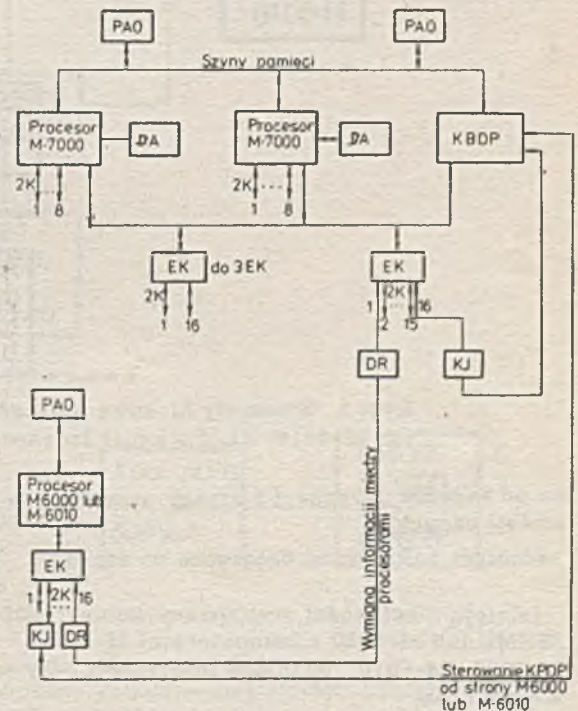 PAO
PAO
Szyny pamięci
Procesor
M-7000
DA
Procesor
M-7000
DA
KBDP
2K
1 8
2K
1 8
EK
do 3EK
EK
2K
1 16
1 2K 16
2 15
DR
KJ
PAO
Procesor
M6000 lub
M-6010
EK
1 2K 16
KJ
DR
Wymiana informacji między
procesorami
Sterowanie KPDP
od strony M6000
lub M-6010